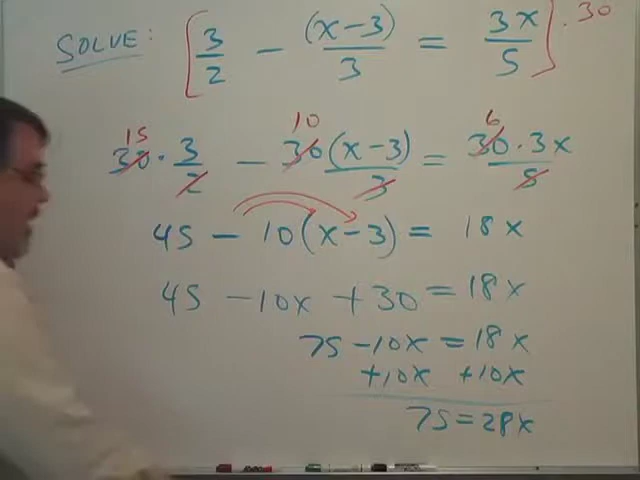 SOLVE: [3/2 - (x-3)/3 = 3x/5] . 30
15 10 6
30 · 3/2 - 30(x-3)/3 = 30 · 3x/5
45 - 10(x-3) = 18x
45 -10x +30 = 18x
75 -10x = 18x
+10x +10x
75 = 28x